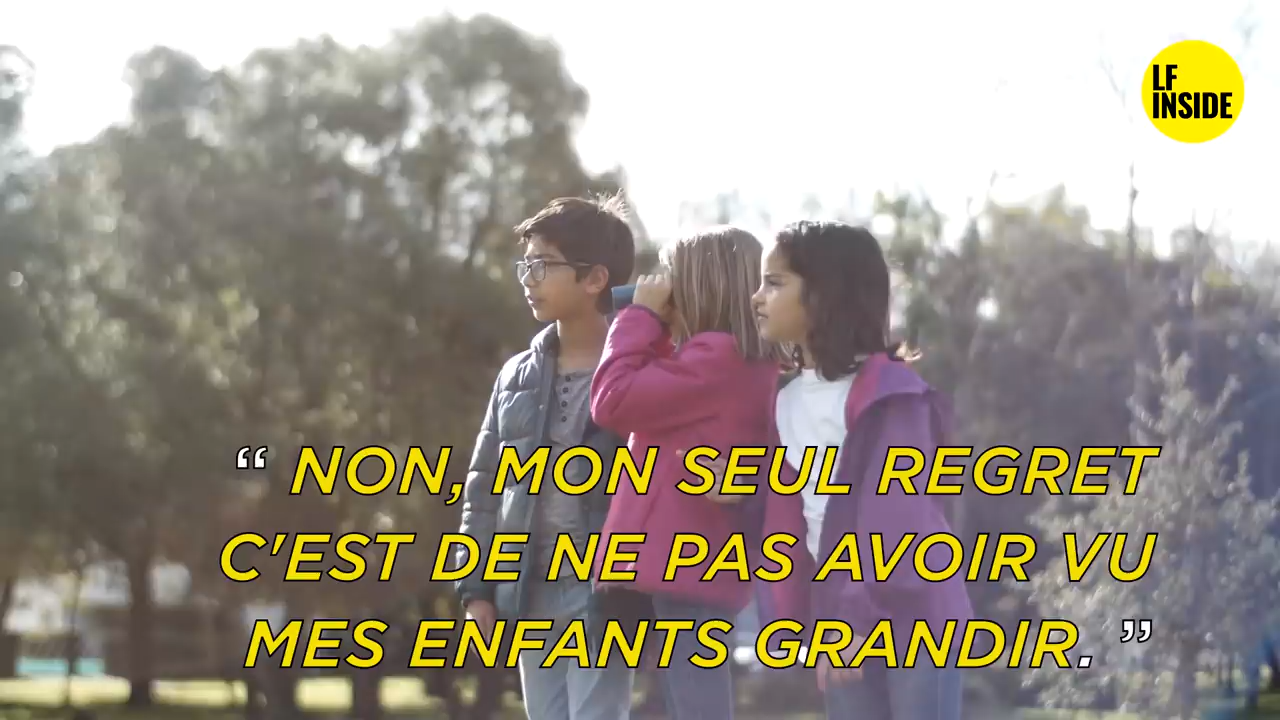 LF
INSIDE
“ NON, MON SEUL REGRET
C'EST DE NE PAS AVOIR VU
MES ENFANTS GRANDIR. ”